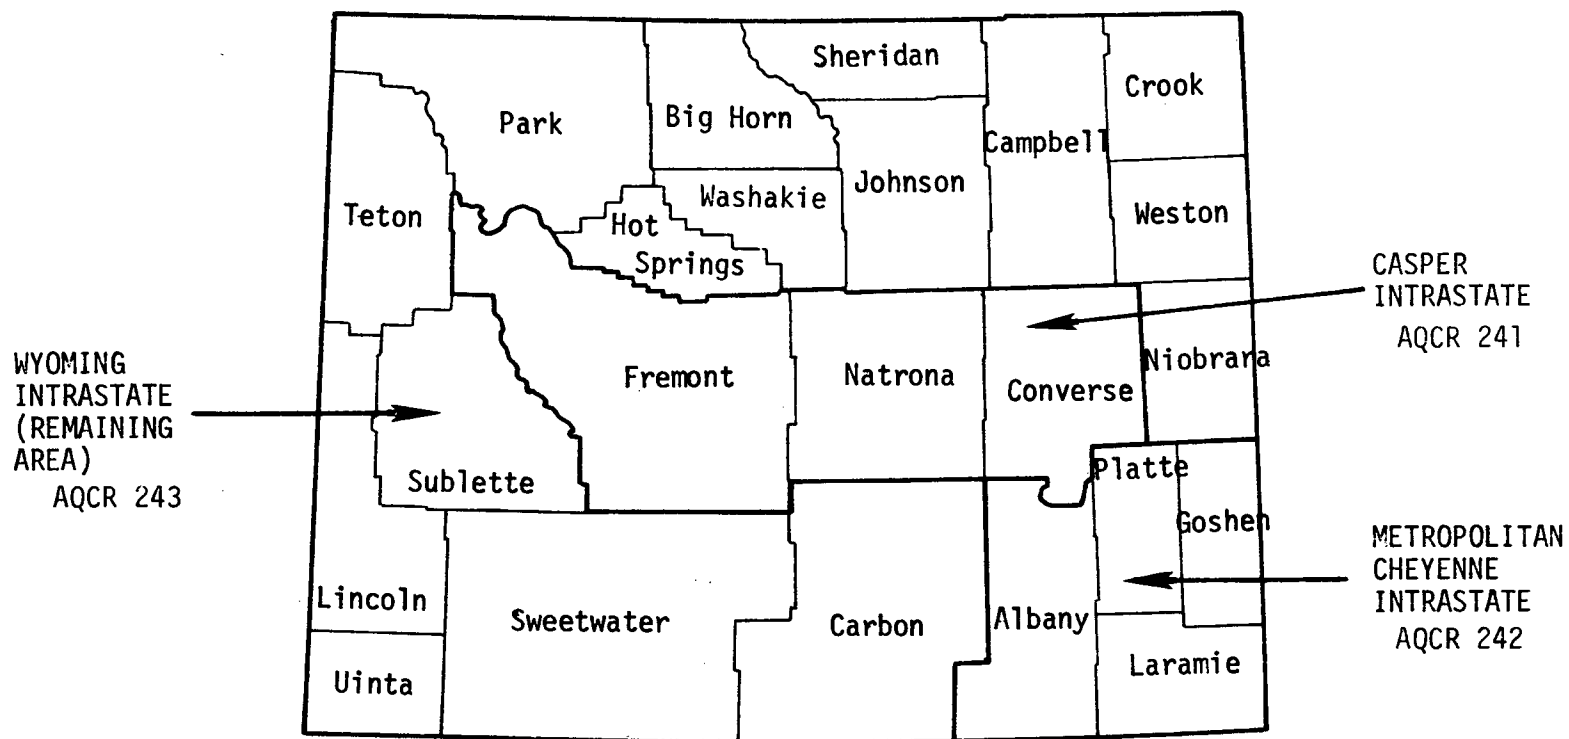 Sheridan
Crook
Park
Big Horn
Campbell
Johnson
Washakie
Teton
Hot
Springs
Weston
CASPER
INTRASTATE
AQCR 241
WYOMING
INTRASTATE
(REMAINING
AREA)
AQCR 243
Fremont
Natrona
Converse
Niobrara
Sublette
Platte
Goshen
METROPOLITAN
CHEYENNE
INTRASTATE
AQCR 242
Lincoln
Sweetwater
Carbon
Albany
Laramie
Uinta